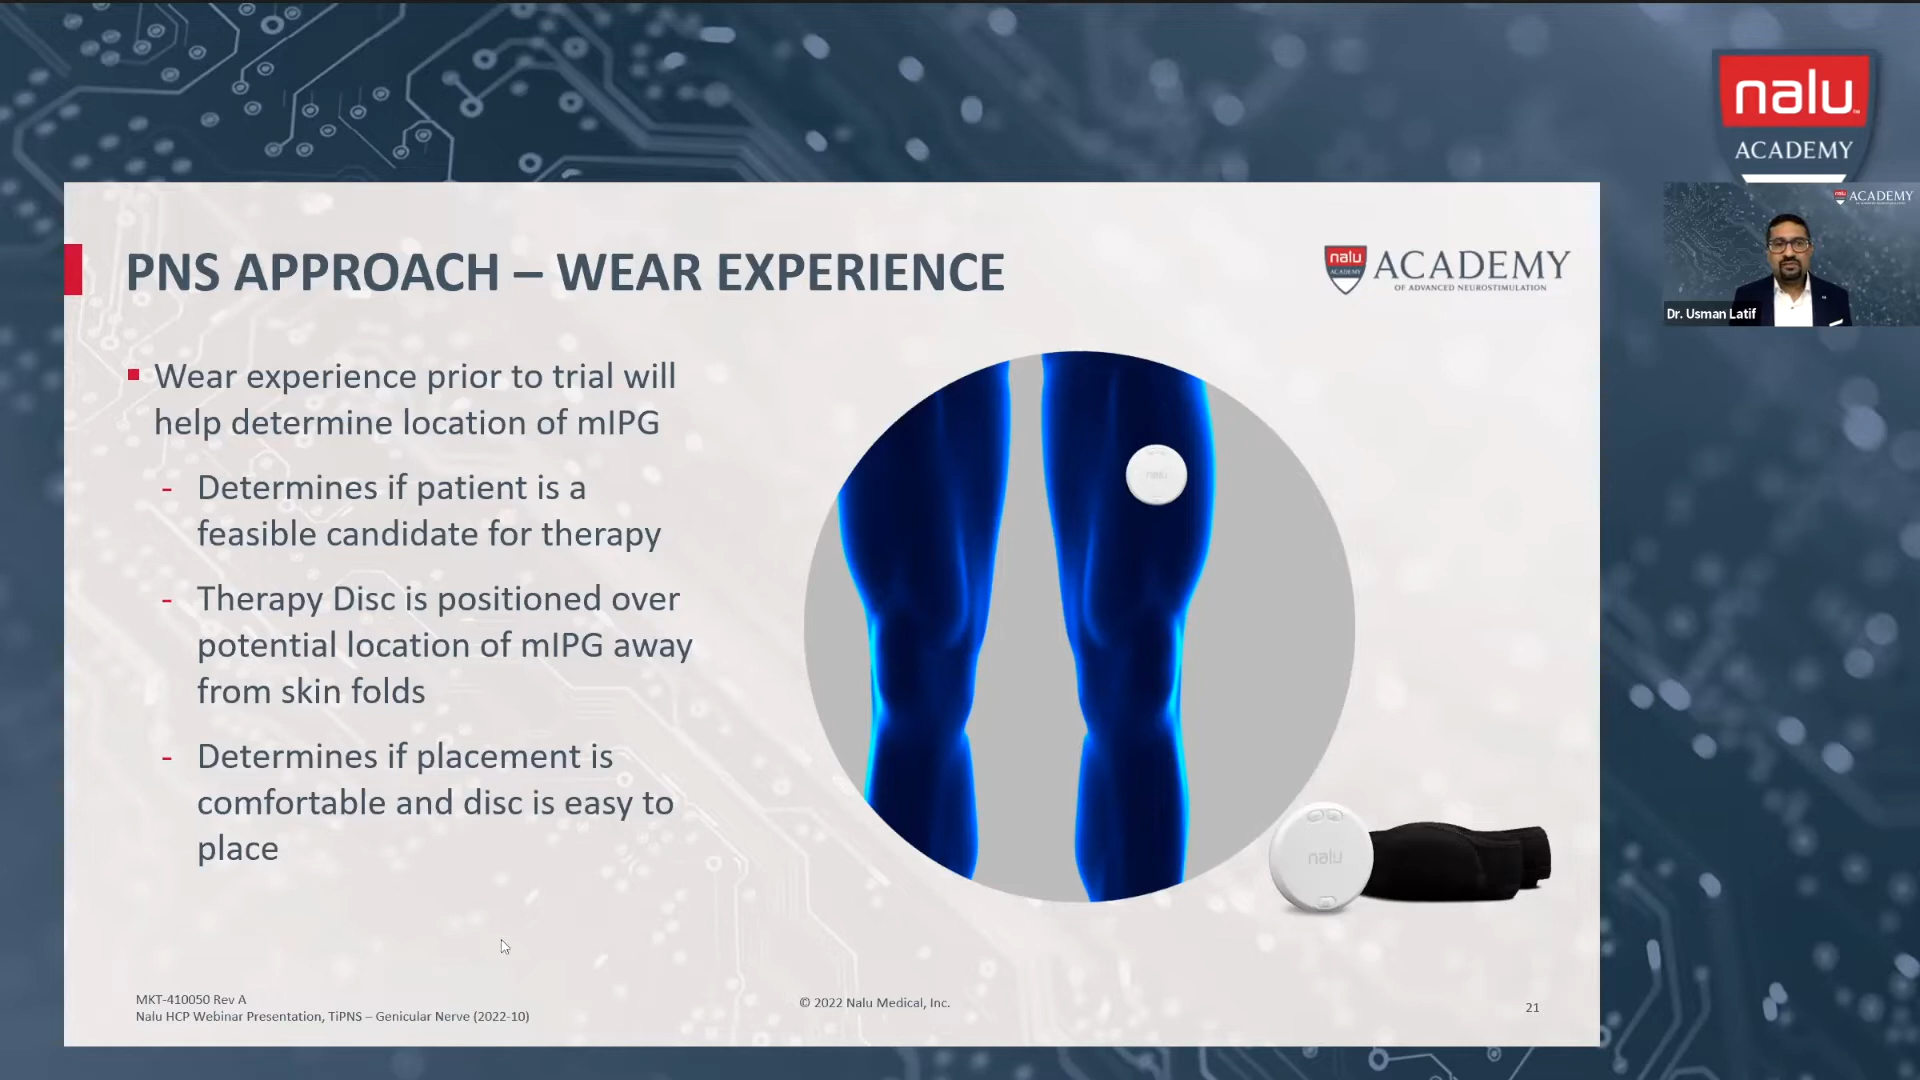 nalu
ACADEMY
nalu ACADEMY
Dr. Usman Latif
PNS APPROACH – WEAR EXPERIENCE
nalu
ACADEMY
ACADEMY
OF ADVANCED NEUROSTIMULATION
Wear experience prior to trial will
help determine location of mIPG
- Determines if patient is a
feasible candidate for therapy
- Therapy Disc is positioned over
potential location of mIPG away
from skin folds
- Determines if placement is
comfortable and disc is easy to
place
nalu
nalu
MKT-410050 Rev A
Nalu HCP Webinar Presentation, TiPNS – Genicular Nerve (2022-10)
© 2022 Nalu Medical, Inc.
21